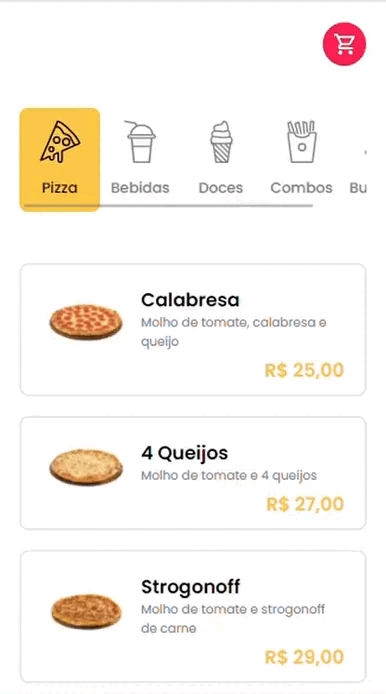 Pizza
Bebidas
Doces
Combos
Bu
Calabresa
Molho de tomate, calabresa e
queijo
R$ 25,00
4 Queijos
Molho de tomate e 4 queijos
R$ 27,00
Strogonoff
Molho de tomate e strogonoff
de carne
R$ 29,00